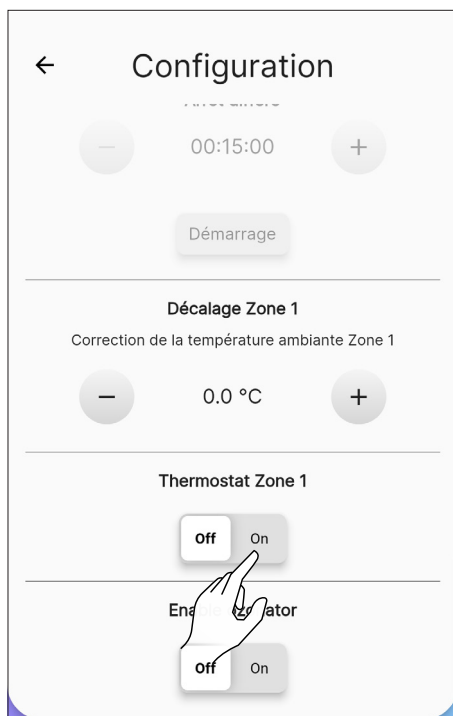 Configuration
00:15:00
Démarrage
Décalage Zone 1
Correction de la température ambiante Zone 1
0.0 °C
Thermostat Zone 1
Off On
Off On